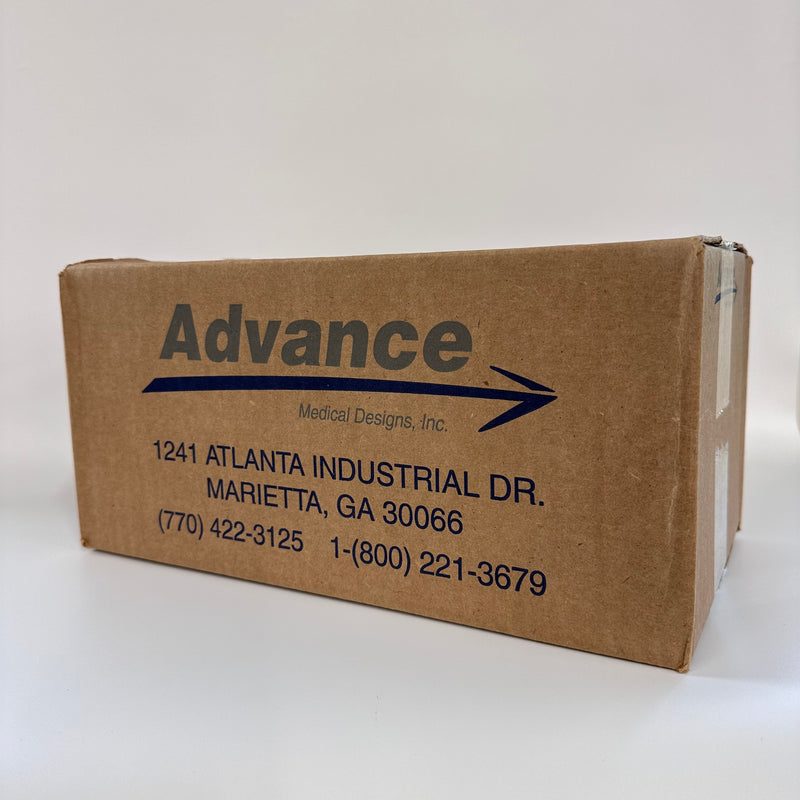 Advance
Medical Designs, Inc.
1241 ATLANTA INDUSTRIAL DR.
MARIETTA, GA 30066
(770) 422-3125 1-(800) 221-3679